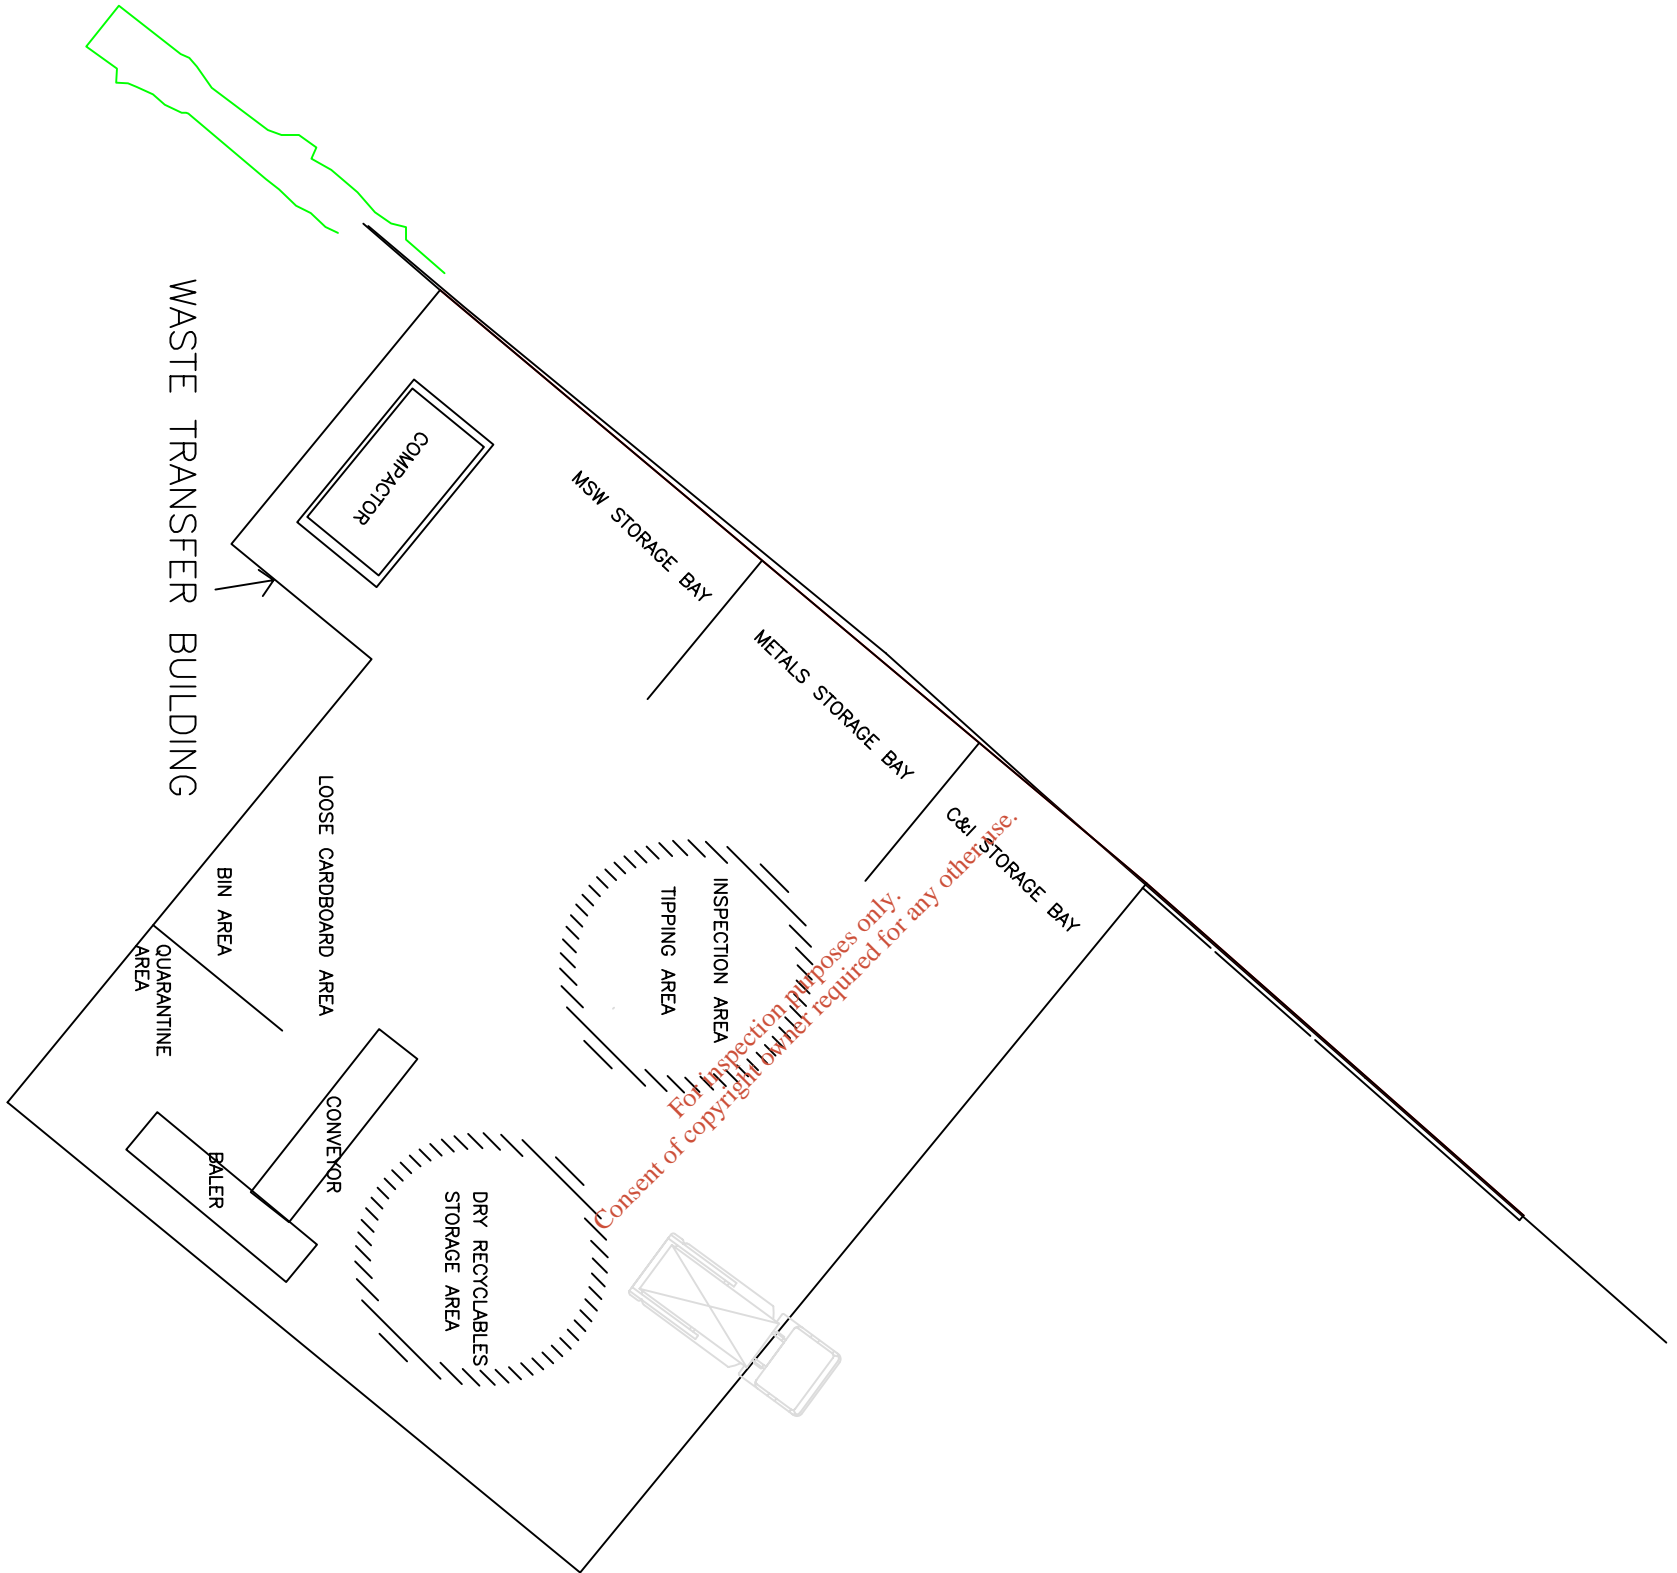 WASTE TRANSFER BUILDING
COMPACTOR
MSW STORAGE BAY
METALS STORAGE BAY
C&I STORAGE BAY
LOOSE CARDBOARD AREA
BIN AREA
QUARANTINE
AREA
INSPECTION AREA
TIPPING AREA
CONVEYOR
BALER
DRY RECYCLABLES
STORAGE AREA
For inspection purposes only.
Consent of copyright owner required for any other use.